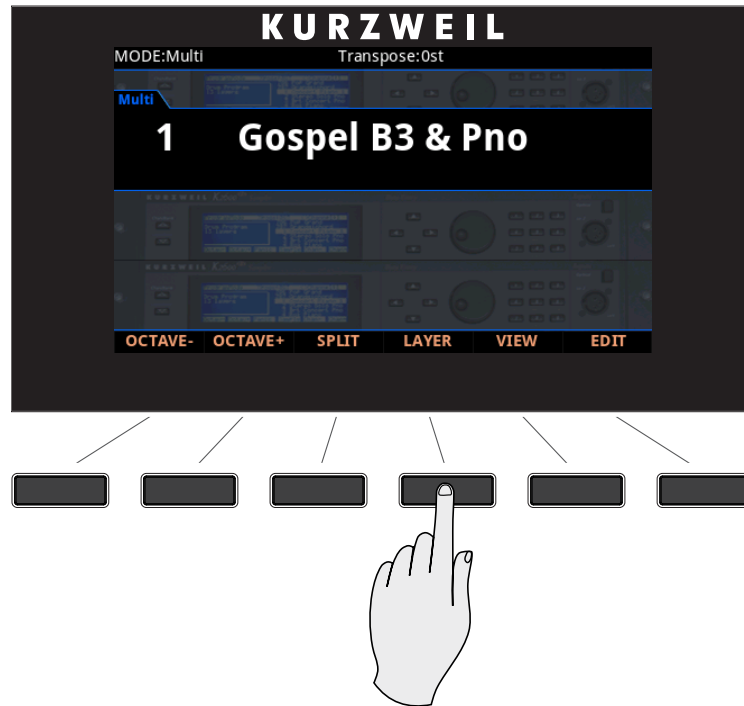 KURZWEIL
MODE:Multi Transpose:0st
Multi
1 Gospel B3 & Pno
OCTAVE- OCTAVE+ SPLIT LAYER VIEW EDIT